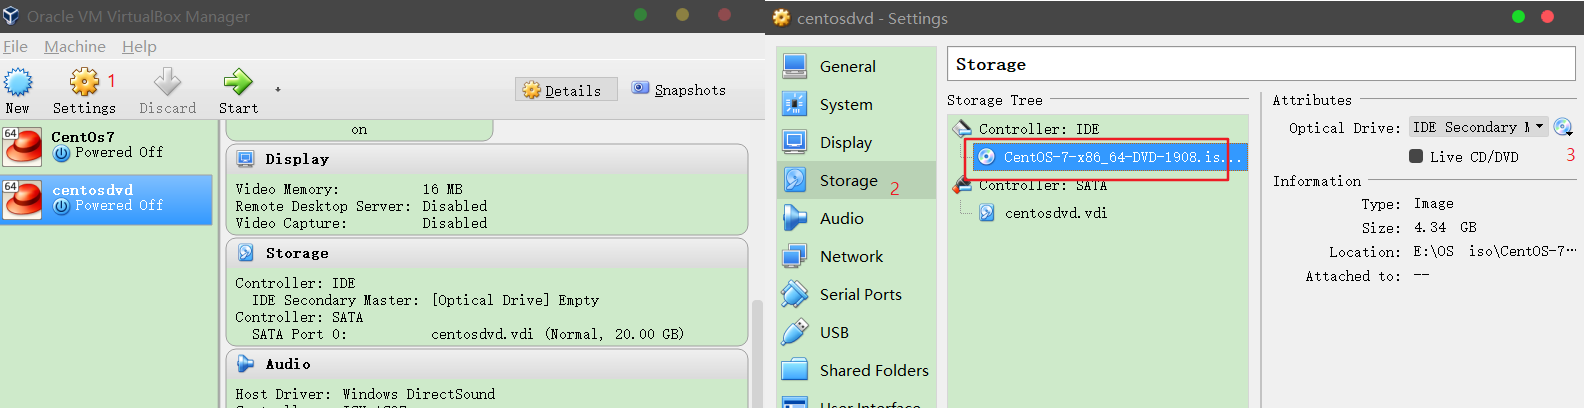 Oracle VM VirtualBox Manager
File Machine Help
1
New Settings Discard Start
Details Snapshots
64
CentOs7
Powered Off
64
centosdvd
Powered Off
on
Display
Video Memory: 16 MB
Remote Desktop Server: Disabled
Video Capture: Disabled
Storage
Controller: IDE
IDE Secondary Master: [Optical Drive] Empty
Controller: SATA
SATA Port 0: centosdvd.vdi (Normal, 20.00 GB)
Audio
Host Driver: Windows DirectSound
centosdvd - Settings
General
System
Display
Storage 2
Audio
Network
Serial Ports
USB
Shared Folders
User Interface
Storage
Storage Tree
Controller: IDE
CentOS-7-x86_64-DVD-1908.is...
Controller: SATA
centosdvd.vdi
Attributes
Optical Drive: IDE Secondary M
Live CD/DVD 3
Information
Type: Image
Size: 4.34 GB
Location: E:\OS iso\CentOS-7...
Attached to: --